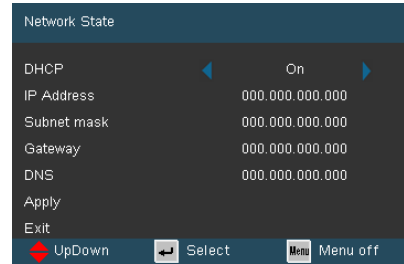 Network State
DHCP On
IP Address 000.000.000.000
Subnet mask 000.000.000.000
Gateway 000.000.000.000
DNS 000.000.000.000
Apply
Exit
UpDown Select Menu Menu off